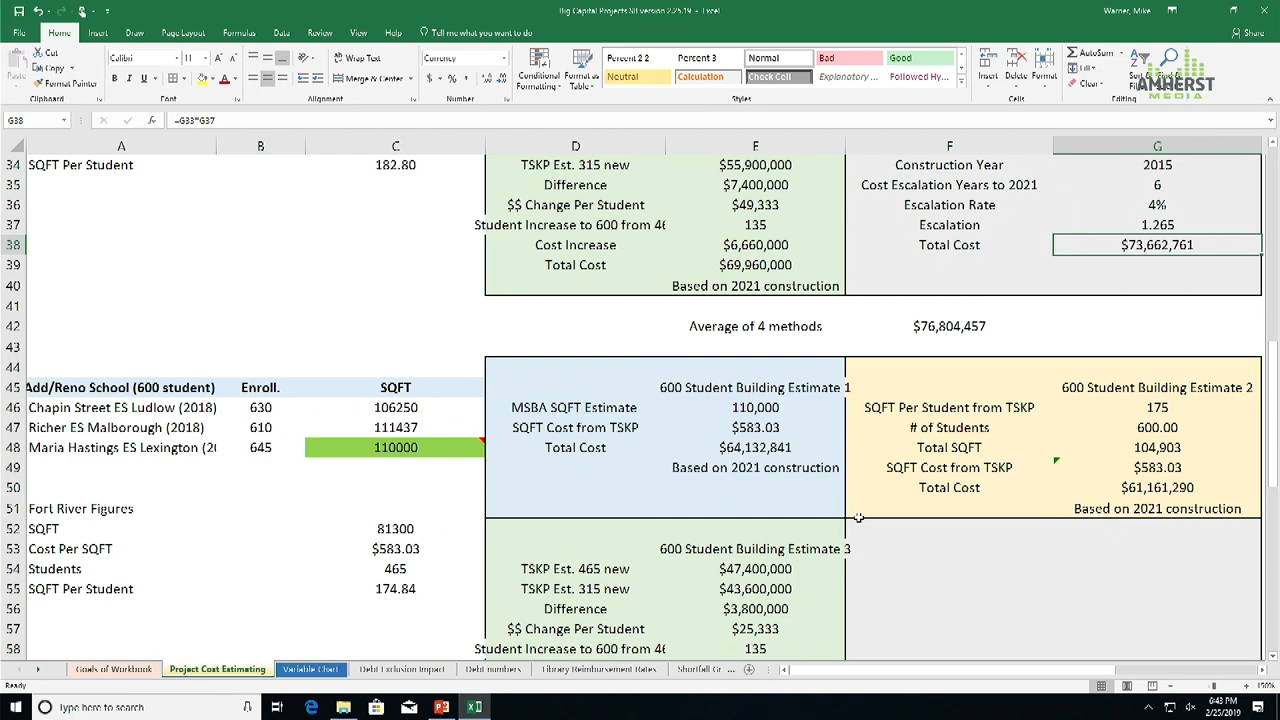 Big Capital Projects SB version 2.25.19 - Excel
Warner, Mike
File Home Insert Draw Page Layout Formulas Data Review View Help Tell me what you want to do Share
Cut
Copy
Format Painter
Paste
Clipboard
Calibri 11
B I U
Font
Wrap Text
Merge & Center
Alignment
Currency
$ % ,
Number
Conditional Formatting
Format as Table
Percent 2 2 Percent 3 Normal Bad Good
Neutral Calculation Check Cell Explanatory ... Followed Hy...
Styles
Insert Delete Format
Cells
AutoSum
Fill
Clear
Editing
AMHERST
MEDIA
G38 fx =G33*G37
A B C D E F G
34 SQFT Per Student 182.80 TSKP Est. 315 new $55,900,000 Construction Year 2015
35 Difference $7,400,000 Cost Escalation Years to 2021 6
36 $$ Change Per Student $49,333 Escalation Rate 4%
37 Student Increase to 600 from 46 135 Escalation 1.265
38 Cost Increase $6,660,000 Total Cost $73,662,761
39 Total Cost $69,960,000
40 Based on 2021 construction
41
42 Average of 4 methods $76,804,457
43
44
45 Add/Reno School (600 student) Enroll. SQFT 600 Student Building Estimate 1 600 Student Building Estimate 2
46 Chapin Street ES Ludlow (2018) 630 106250 MSBA SQFT Estimate 110,000 SQFT Per Student from TSKP 175
47 Richer ES Malborough (2018) 610 111437 SQFT Cost from TSKP $583.03 # of Students 600.00
48 Maria Hastings ES Lexington (20 645 110000 Total Cost $64,132,841 Total SQFT 104,903
49 Based on 2021 construction SQFT Cost from TSKP $583.03
50 Total Cost $61,161,290
51 Fort River Figures Based on 2021 construction
52 SQFT 81300
53 Cost Per SQFT $583.03 600 Student Building Estimate 3
54 Students 465 TSKP Est. 465 new $47,400,000
55 SQFT Per Student 174.84 TSKP Est. 315 new $43,600,000
56 Difference $3,800,000
57 $$ Change Per Student $25,333
58 Student Increase to 600 from 46 135
Goals of Workbook Project Cost Estimating Variable Chart Debt Exclusion Impact Debt numbers Library Reimbursement Rates Shortfall Gr ...
Ready 150%
Type here to search
6:43 PM
2/25/2019